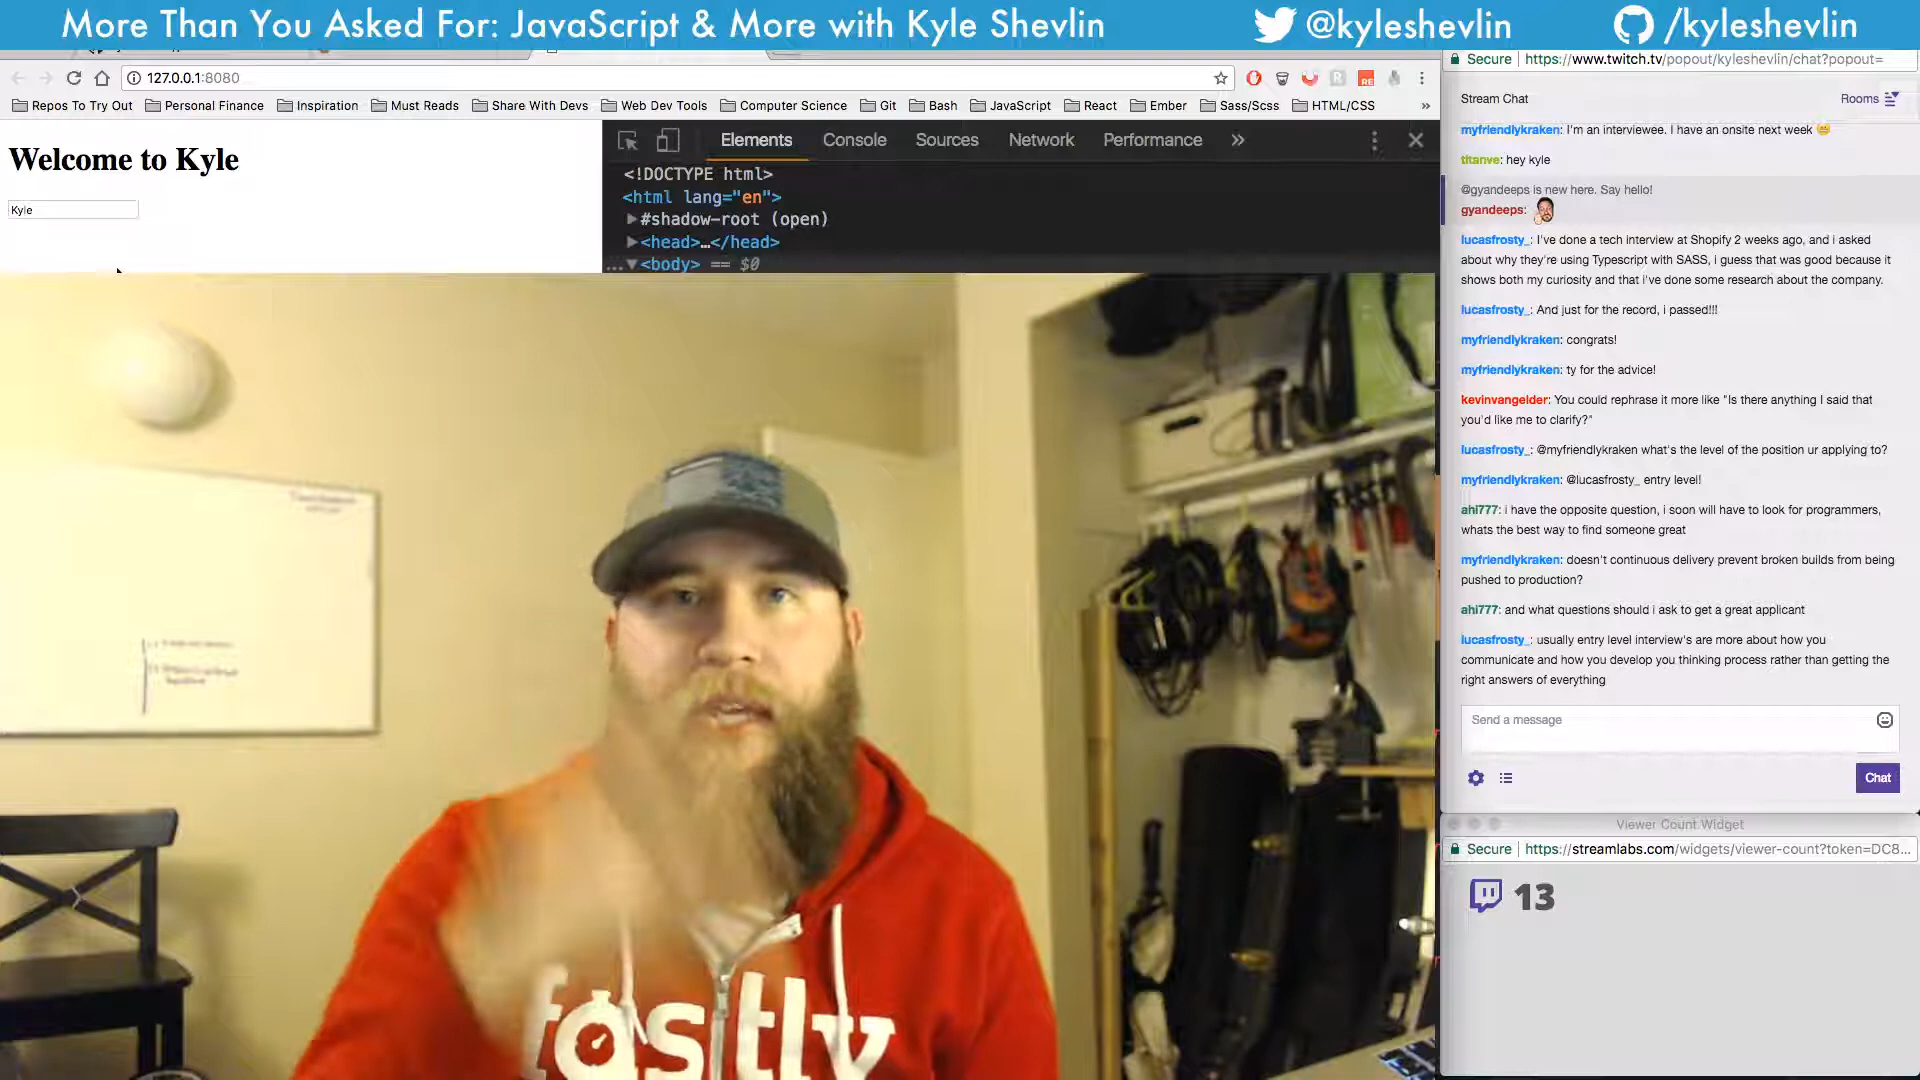 More Than You Asked For: JavaScript & More with Kyle Shevlin
@kyleshevlin
/kyleshevlin
127.0.0.1:8080
Repos To Try Out
Personal Finance
Inspiration
Must Reads
Share With Devs
Web Dev Tools
Computer Science
Git
Bash
JavaScript
React
Ember
Sass/Scss
HTML/CSS
»
Welcome to Kyle
Kyle
Elements
Console
Sources
Network
Performance
»
<!DOCTYPE html>
<html lang="en">
#shadow-root (open)
<head>…</head>
<body> == $0
fastly
Secure
https://www.twitch.tv/popout/kyleshevlin/chat?popout=
Stream Chat
Rooms
myfriendlykraken: I'm an interviewee. I have an onsite next week
titanve: hey kyle
@gyandeeps is new here. Say hello!
gyandeeps:
lucasfrosty_: I've done a tech interview at Shopify 2 weeks ago, and i asked
about why they're using Typescript with SASS, i guess that was good because it
shows both my curiosity and that i've done some research about the company.
lucasfrosty_: And just for the record, i passed!!!
myfriendlykraken: congrats!
myfriendlykraken: ty for the advice!
kevinvangelder: You could rephrase it more like "Is there anything I said that
you'd like me to clarify?"
lucasfrosty_: @myfriendlykraken what's the level of the position ur applying to?
myfriendlykraken: @lucasfrosty_ entry level!
ahi777: i have the opposite question, i soon will have to look for programmers,
whats the best way to find someone great
myfriendlykraken: doesn't continuous delivery prevent broken builds from being
pushed to production?
ahi777: and what questions should i ask to get a great applicant
lucasfrosty_: usually entry level interview's are more about how you
communicate and how you develop you thinking process rather than getting the
right answers of everything
Send a message
Chat
Viewer Count Widget
Secure
https://streamlabs.com/widgets/viewer-count?token=DC8...
13